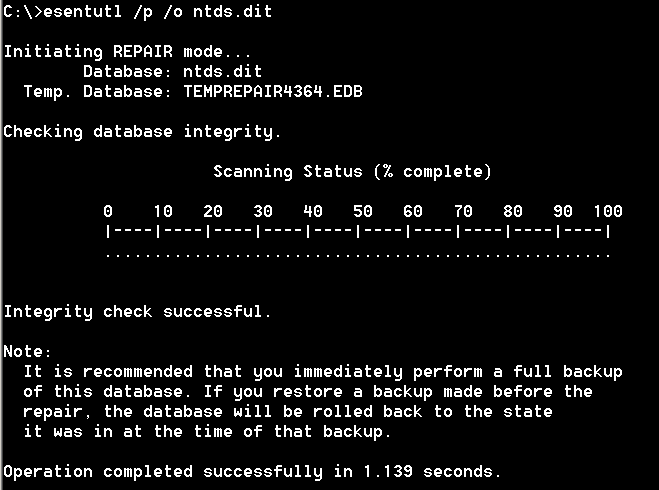 C:\>esentutl /p /o ntds.dit
Initiating REPAIR mode...
Database: ntds.dit
Temp. Database: TEMPREPAIR4364.EDB
Checking database integrity.
Scanning Status (% complete)
0    10   20   30   40   50   60   70   80   90  100
|----|----|----|----|----|----|----|----|----|----|
...................................................
Integrity check successful.
Note:
It is recommended that you immediately perform a full backup
of this database. If you restore a backup made before the
repair, the database will be rolled back to the state
it was in at the time of that backup.
Operation completed successfully in 1.139 seconds.